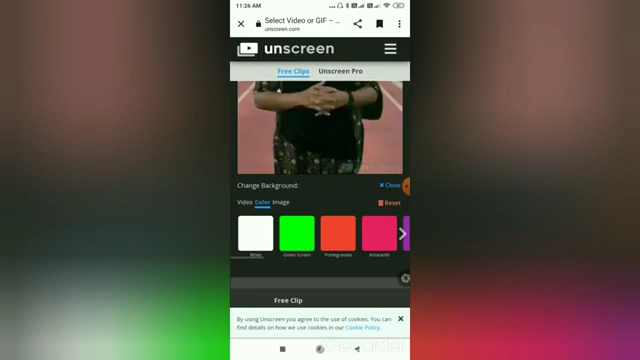 11:26 AM
Select Video or GIF – ...
unscreen.com
unscreen
Free Clips Unscreen Pro
Change Background: × Close
Video Color Image Reset
White Green Screen Pomegranate Amaranth
Free Clip
By using Unscreen you agree to the use of cookies. You can
find details on how we use cookies in our Cookie Policy.